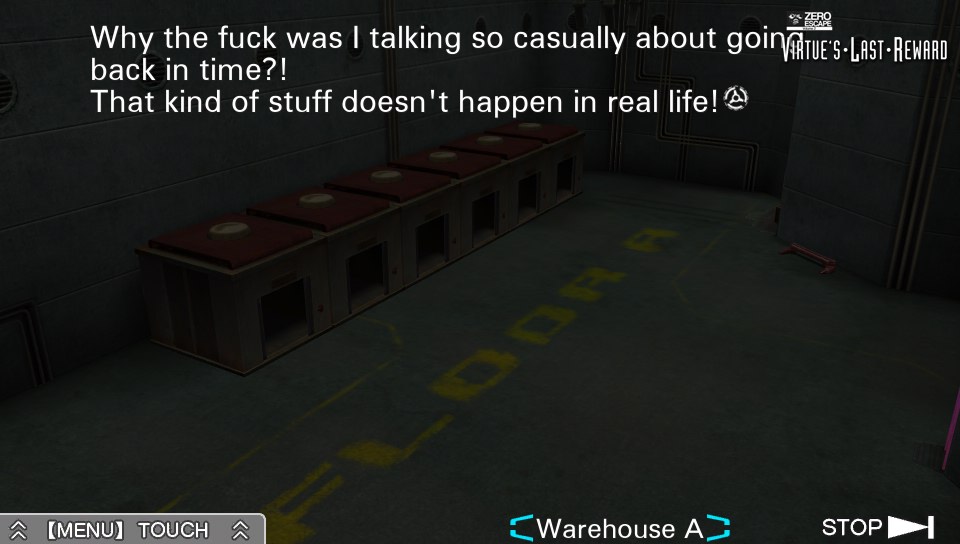 Why the fuck was I talking so casually about going
back in time?!
That kind of stuff doesn't happen in real life!
ZERO
ESCAPE
VIRTUE'S•LAST•REWARD
FLOOR A
【MENU】 TOUCH
Warehouse A
STOP